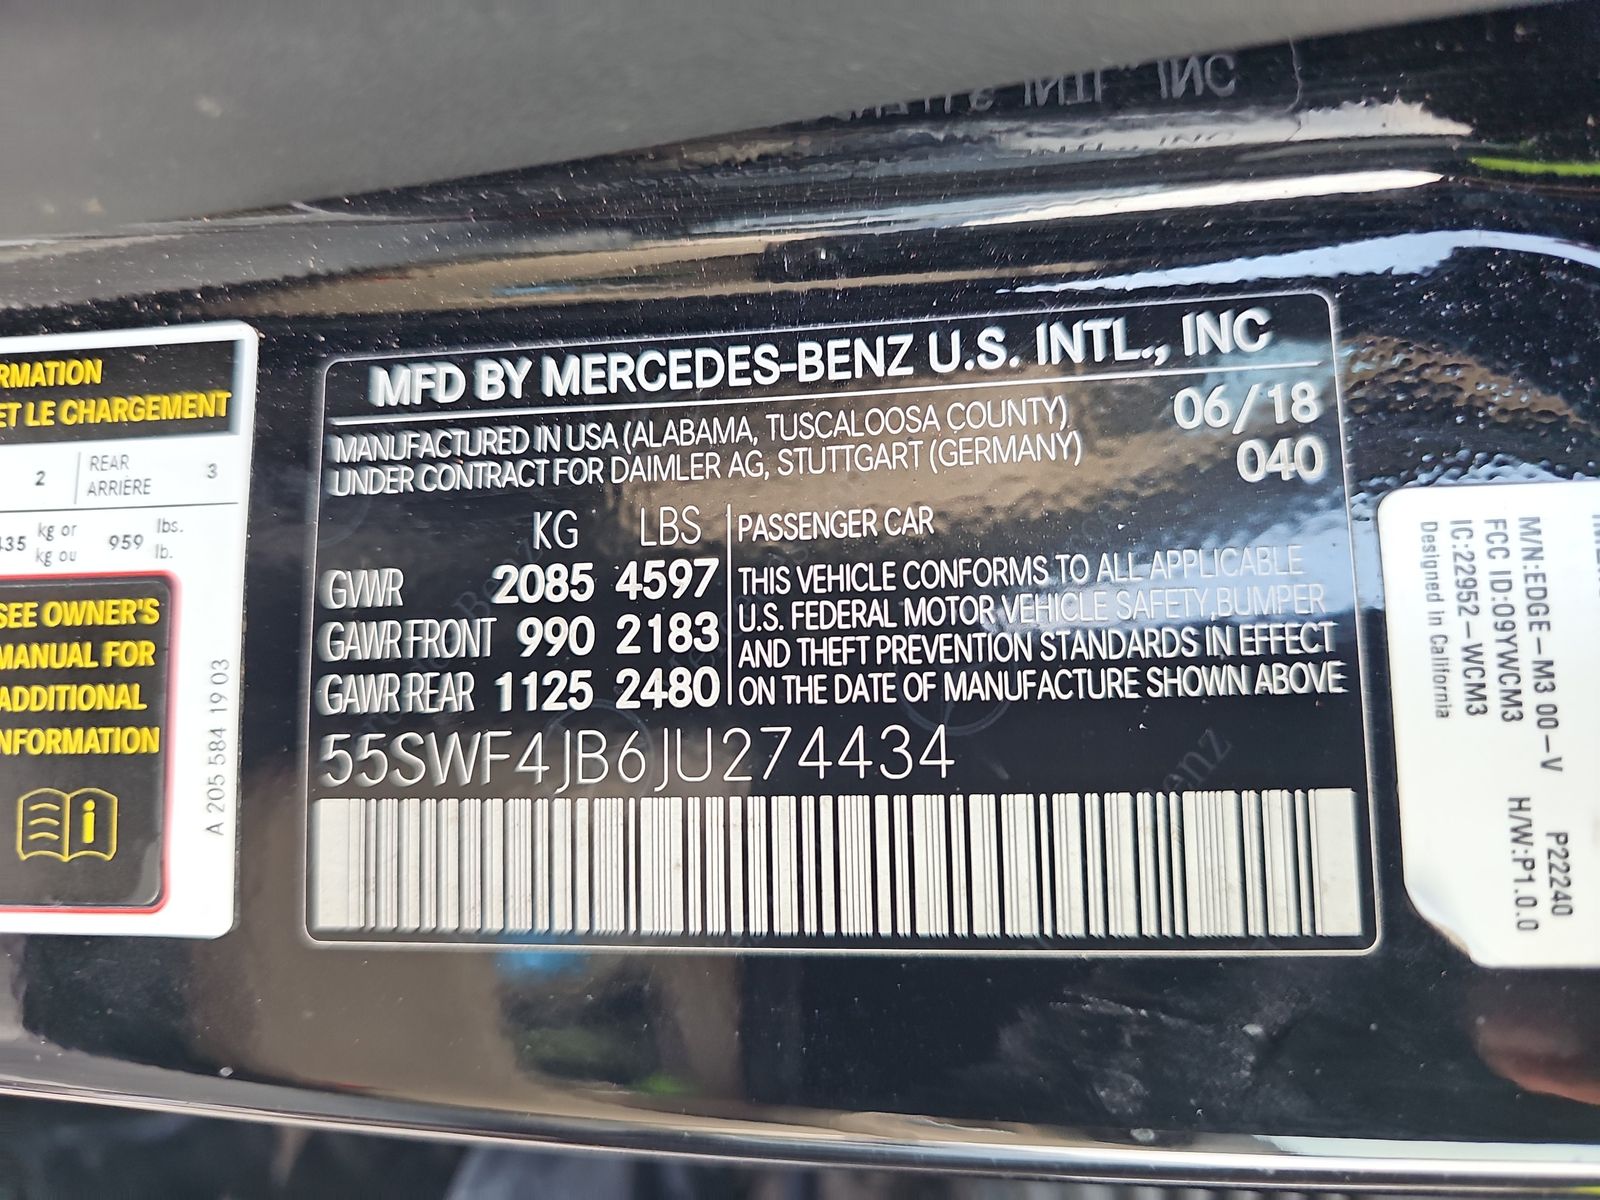 RMATION
ET LE CHARGEMENT
2 REAR ARRIÈRE 3
435 kg or kg ou 959 lbs. lb.
SEE OWNER'S
MANUAL FOR
ADDITIONAL
NFORMATION
A 205 584 19 03
MFD BY MERCEDES-BENZ U.S. INTL., INC
MANUFACTURED IN USA (ALABAMA, TUSCALOOSA COUNTY) 06/18
UNDER CONTRACT FOR DAIMLER AG, STUTTGART (GERMANY) 040
KG LBS
GVWR 2085 4597
GAWR FRONT 990 2183
GAWR REAR 1125 2480
PASSENGER CAR
THIS VEHICLE CONFORMS TO ALL APPLICABLE
U.S. FEDERAL MOTOR VEHICLE SAFETY,BUMPER
AND THEFT PREVENTION STANDARDS IN EFFECT
ON THE DATE OF MANUFACTURE SHOWN ABOVE
55SWF4JB6JU274434
P22240
M/N:EDGE-M3 00-V H/W:P1.0.0
FCC ID:09YWCM3
IC:22952-WCM3
Designed in California